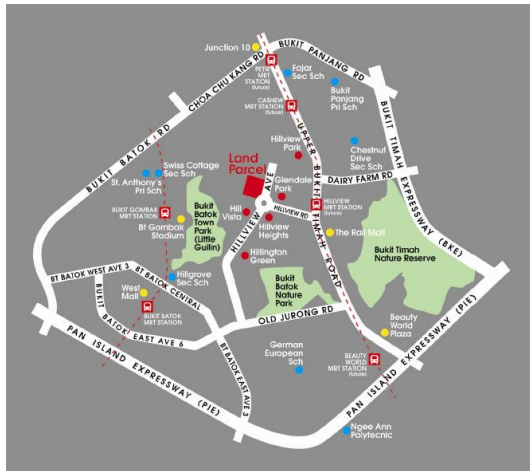 Junction 10
BUKIT PANJANG RD
CHOA CHU KANG RD
PETIR
MRT
STATION
(future)
Fajar
Sec Sch
Bukit
Panjang
Pri Sch
CASHEW MRT
STATION
(future)
BUKIT BATOK RD
UPPER BUKIT TIMAH ROAD
BUKIT TIMAH EXPRESSWAY (BKE)
Hillview
Park
Chestnut
Drive Sec
Sch
Swiss Cottage
Sec Sch
St. Anthony's
Pri Sch
Land
Parcel
DAIRY FARM RD
Glendale
Park
HILLVIEW AVE
HILLVIEW RD
HILLVIEW
MRT STATION
(future)
BUKIT GOMBAK
MRT STATION
Bukit
Batok
Town
Park
(Little
Guilin)
Hill
Vista
Bt Gombak
Stadium
Hillview
Heights
The Rail Mall
Bukit Timah
Nature Reserve
Hillington
Green
BT BATOK WEST AVE 3
BT BATOK CENTRAL
Hillgrove
Sec Sch
West
Mall
BUKIT BATOK
MRT STATION
BUKIT BATOK EAST AVE 6
Bukit
Batok
Nature
Park
OLD JURONG RD
Beauty
World
Plaza
PAN ISLAND EXPRESSWAY (PIE)
BT BATOK EAST AVE 3
German
European
Sch
BEAUTY
WORLD
MRT STATION
(future)
PAN ISLAND EXPRESSWAY (PIE)
Ngee Ann
Polytecnic